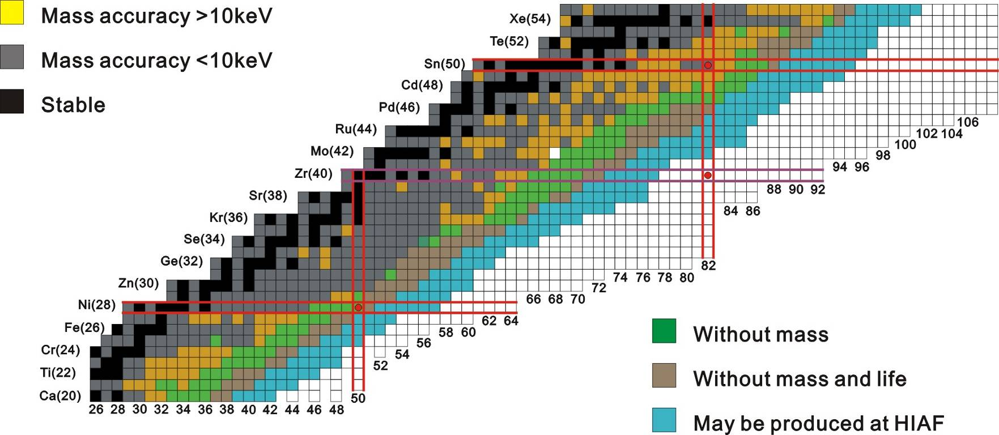 Mass accuracy >10keV
Mass accuracy <10keV
Stable
Xe(54)
Te(52)
Sn(50)
Cd(48)
Pd(46)
Ru(44)
Mo(42)
Zr(40)
Sr(38)
Kr(36)
Se(34)
Ge(32)
Zn(30)
Ni(28)
Fe(26)
Cr(24)
Ti(22)
Ca(20)
26 28 30 32 34 36 38 40 42 44 46 48
50
52
54
56
58 60
62 64
66 68 70
72
74 76 78 80
82
84 86
88 90 92
94 96
98
100
102 104
106
Without mass
Without mass and life
May be produced at HIAF